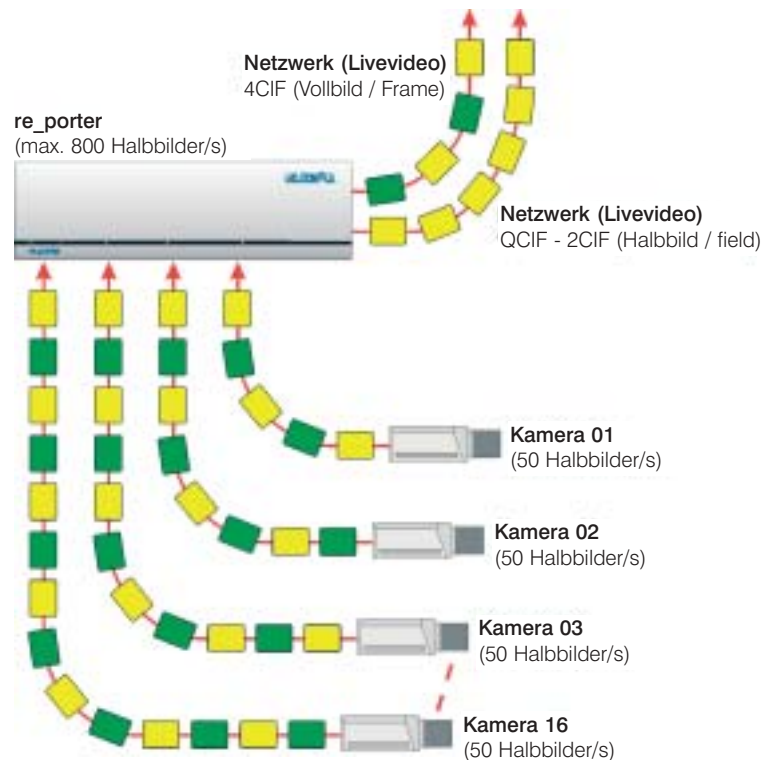 Netzwerk (Livevideo)
4CIF (Vollbild / Frame)
re_porter
(max. 800 Halbbilder/s)
Netzwerk (Livevideo)
QCIF - 2CIF (Halbbild / field)
Kamera 01
(50 Halbbilder/s)
Kamera 02
(50 Halbbilder/s)
Kamera 03
(50 Halbbilder/s)
Kamera 16
(50 Halbbilder/s)